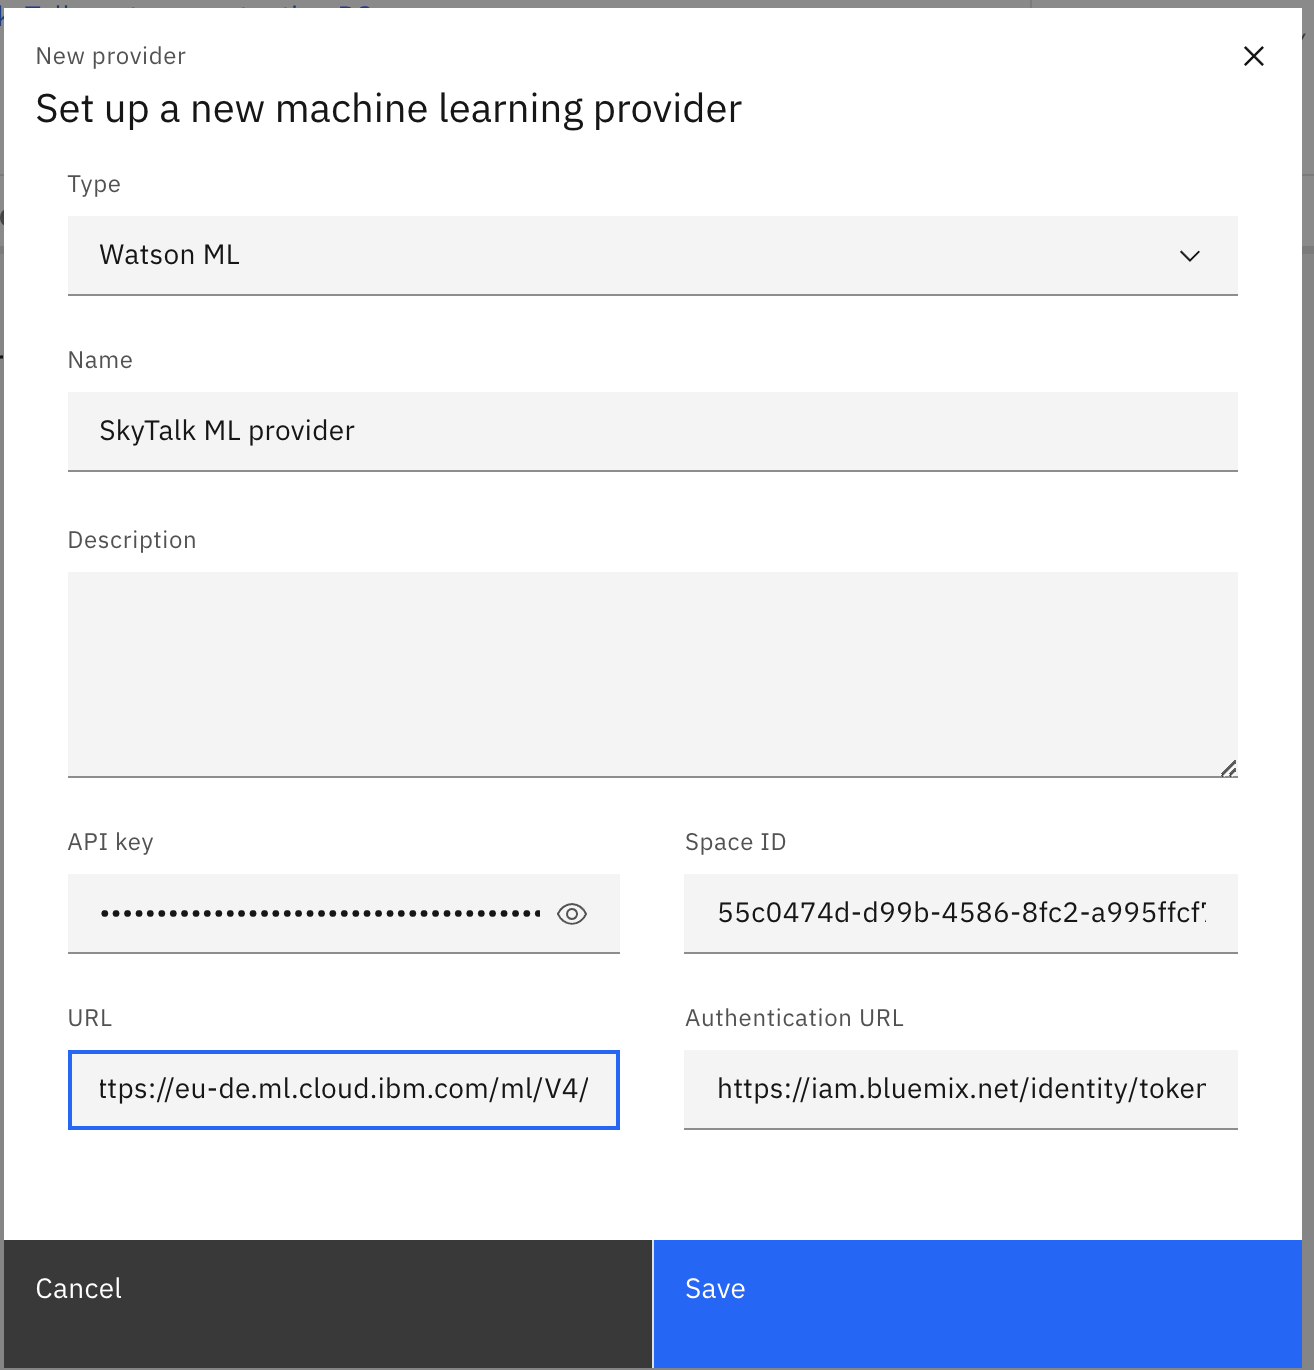 New provider
Set up a new machine learning provider
Type
Watson ML
Name
SkyTalk ML provider
Description
API key
Space ID
••••••••••••••••••••••••••••••••••••••
55c0474d-d99b-4586-8fc2-a995ffcf
URL
Authentication URL
ttps://eu-de.ml.cloud.ibm.com/ml/V4/
https://iam.bluemix.net/identity/token
Cancel
Save